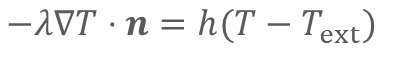 −λ∇T · n = h(T − T_ext)